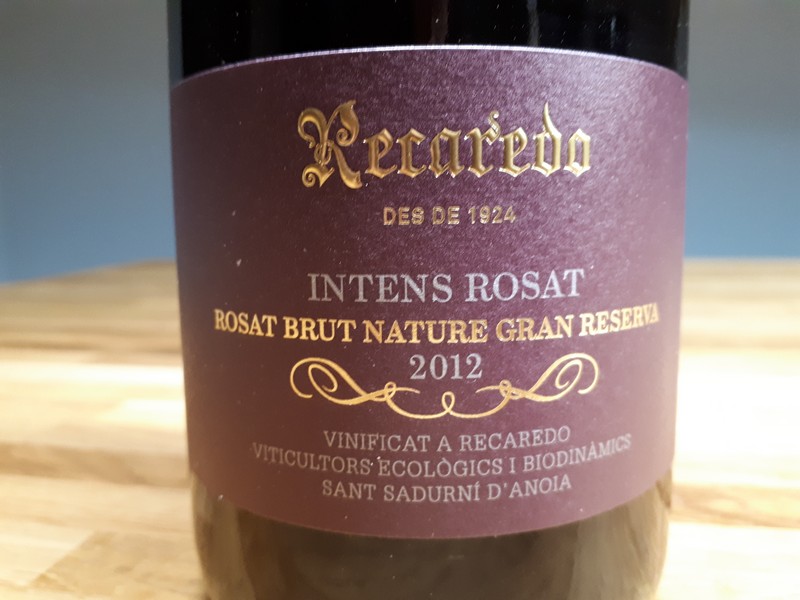 Recaredo
DES DE 1924
INTENS ROSAT
ROSAT BRUT NATURE GRAN RESERVA
2012
VINIFICAT A RECAREDO
VITICULTORS ECOLÒGICS I BIODINÀMICS
SANT SADURNÍ D'ANOIA